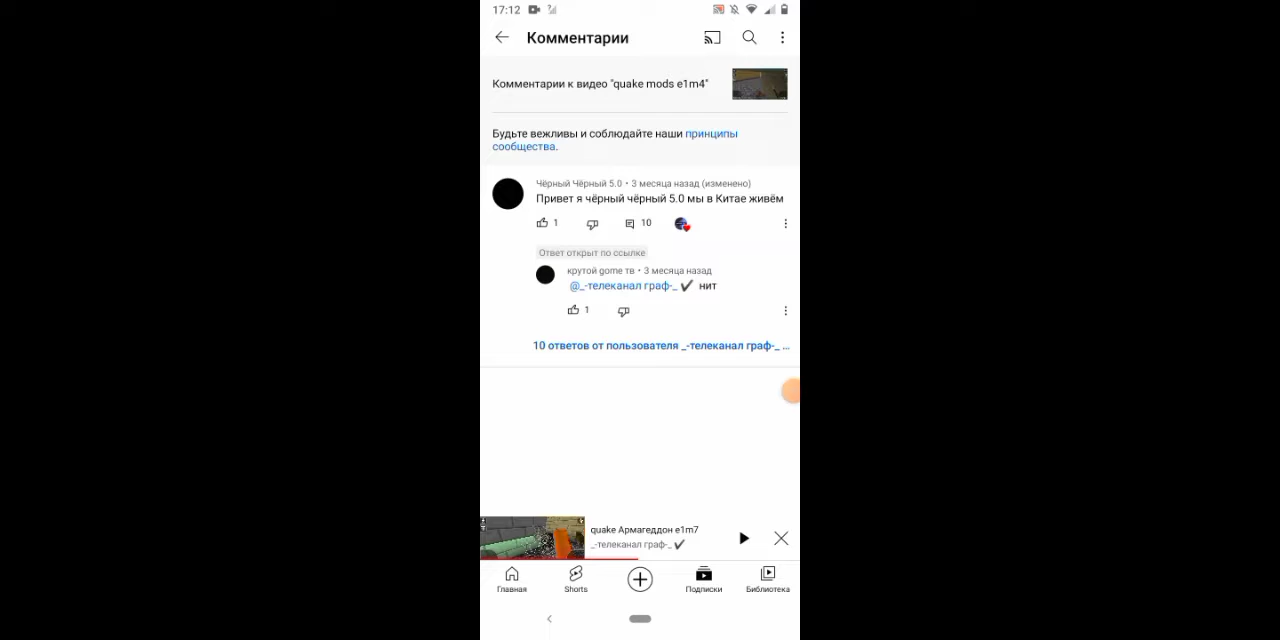 17:12
Комментарии
Комментарии к видео "quake mods e1m4"
Будьте вежливы и соблюдайте наши принципы
сообщества.
Чёрный Чёрный 5.0 • 3 месяца назад (изменено)
Привет я чёрный чёрный 5.0 мы в Китае живём
1 10
Ответ открыт по ссылке
крутой gome тв • 3 месяца назад
@_-телеканал граф-_ ✔ нит
1
10 ответов от пользователя _-телеканал граф-_ ...
quake Армагеддон e1m7
_-телеканал граф-_ ✔
Главная Shorts Подписки Библиотека